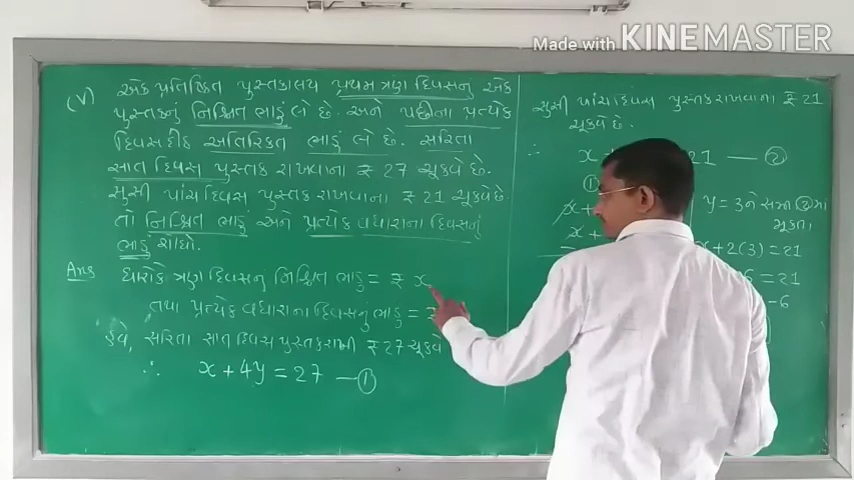 Made with KINEMASTER
(V) એક પ્રતિષ્ઠિત પુસ્તકાલય પ્રથમ ત્રણ દિવસનુ એક
પુસ્તકનું નિશ્ચિત ભાડું લે છે. અને પછીના પ્રત્યેક
દિવસ દીઠ અતિરિકત ભાડું લે છે. સરિતા
સાત દિવસ પુસ્તક રાખવાના ₹ 27 ચૂકવે છે.
સુસી પાંચ દિવસ પુસ્તક રાખવાના ₹ 21 ચૂકવે છે.
તો નિશ્ચિત ભાડું અને પ્રત્યેક વધારાના દિવસનું
ભાડું શોધો.
Ans ધારોકે ત્રણ દિવસનુ નિશ્ચિત ભાડુ = ₹ x
તથા પ્રત્યેક વધારાના દિવસનું ભાડુ = ₹
હવે, સરિતા સાત દિવસ પુસ્તક રાખી ₹ 27 ચૂકવે
∴ x + 4y = 27 — ①
સુસી પાંચ દિવસ પુસ્તક રાખવાના ₹ 21
ચૂકવે છે.
∴ x + 21 — ②
①
x + y = 3 ને સમી ② માં
x + મૂકતા.
x + 2(3) = 21
6 = 21
-6